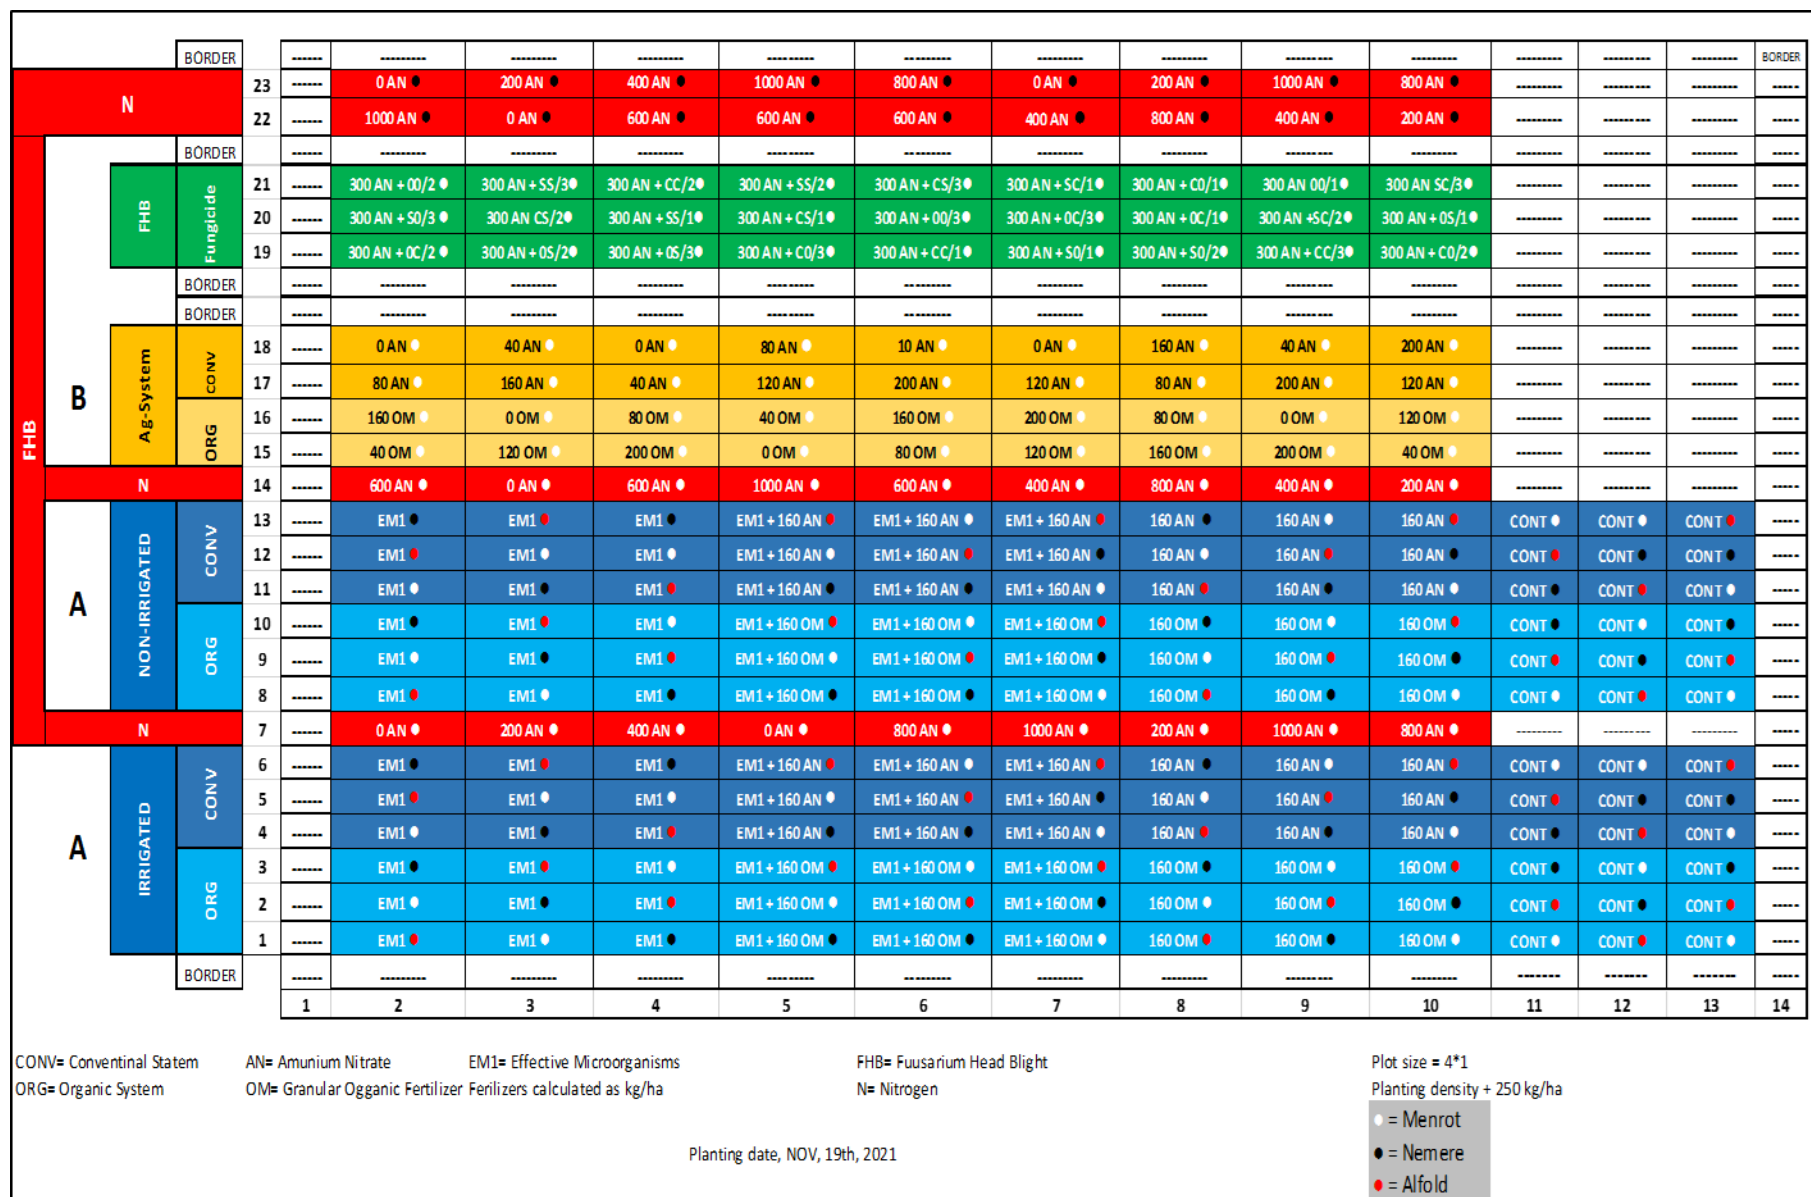 BORDER ------ --------- --------- --------- --------- --------- --------- --------- --------- --------- --------- --------- --------- BORDER
N
23 ------ 0 AN ● 200 AN ● 400 AN ● 1000 AN ● 800 AN ● 0 AN ● 200 AN ● 1000 AN ● 800 AN ● --------- --------- --------- -----
22 ------ 1000 AN ● 0 AN ● 600 AN ● 600 AN ● 600 AN ● 400 AN ● 800 AN ● 400 AN ● 200 AN ● --------- --------- --------- -----
BORDER ------ --------- --------- --------- --------- --------- --------- --------- --------- --------- --------- --------- --------- -----
FHB
B
FHB
Fungicide
21 ------ 300 AN + 00/2 ● 300 AN + SS/3● 300 AN + CC/2● 300 AN + SS/2● 300 AN + CS/3● 300 AN + SC/1● 300 AN + C0/1● 300 AN 00/1● 300 AN SC/3● --------- --------- --------- -----
20 ------ 300 AN + S0/3 ● 300 AN CS/2● 300 AN + SS/1● 300 AN + CS/1● 300 AN + 00/3● 300 AN + 0C/3● 300 AN + 0C/1● 300 AN +SC/2● 300 AN + 0S/1● --------- --------- --------- -----
19 ------ 300 AN + 0C/2 ● 300 AN + 0S/2● 300 AN + 0S/3● 300 AN + C0/3● 300 AN + CC/1● 300 AN + S0/1● 300 AN + S0/2● 300 AN + CC/3● 300 AN + C0/2● --------- --------- --------- -----
BORDER ------ --------- --------- --------- --------- --------- --------- --------- --------- --------- --------- --------- --------- -----
BORDER ------ --------- --------- --------- --------- --------- --------- --------- --------- --------- --------- --------- --------- -----
Ag-System
CONV
18 ------ 0 AN ● 40 AN ● 0 AN ● 80 AN ● 10 AN ● 0 AN ● 160 AN ● 40 AN ● 200 AN ● --------- --------- --------- -----
17 ------ 80 AN ● 160 AN ● 40 AN ● 120 AN ● 200 AN ● 120 AN ● 80 AN ● 200 AN ● 120 AN ● --------- --------- --------- -----
ORG
16 ------ 160 OM ● 0 OM ● 80 OM ● 40 OM ● 160 OM ● 200 OM ● 80 OM ● 0 OM ● 120 OM ● --------- --------- --------- -----
15 ------ 40 OM ● 120 OM ● 200 OM ● 0 OM ● 80 OM ● 120 OM ● 160 OM ● 200 OM ● 40 OM ● --------- --------- --------- -----
N 14 ------ 600 AN ● 0 AN ● 600 AN ● 1000 AN ● 600 AN ● 400 AN ● 800 AN ● 400 AN ● 200 AN ● --------- --------- --------- -----
A
NON-IRRIGATED
CONV
13 ------ EM1 ● EM1 ● EM1 ● EM1 + 160 AN ● EM1 + 160 AN ● EM1 + 160 AN ● 160 AN ● 160 AN ● 160 AN ● CONT ● CONT ● CONT ● -----
12 ------ EM1 ● EM1 ● EM1 ● EM1 + 160 AN ● EM1 + 160 AN ● EM1 + 160 AN ● 160 AN ● 160 AN ● 160 AN ● CONT ● CONT ● CONT ● -----
11 ------ EM1 ● EM1 ● EM1 ● EM1 + 160 AN ● EM1 + 160 AN ● EM1 + 160 AN ● 160 AN ● 160 AN ● 160 AN ● CONT ● CONT ● CONT ● -----
ORG
10 ------ EM1 ● EM1 ● EM1 ● EM1 + 160 OM ● EM1 + 160 OM ● EM1 + 160 OM ● 160 OM ● 160 OM ● 160 OM ● CONT ● CONT ● CONT ● -----
9 ------ EM1 ● EM1 ● EM1 ● EM1 + 160 OM ● EM1 + 160 OM ● EM1 + 160 OM ● 160 OM ● 160 OM ● 160 OM ● CONT ● CONT ● CONT ● -----
8 ------ EM1 ● EM1 ● EM1 ● EM1 + 160 OM ● EM1 + 160 OM ● EM1 + 160 OM ● 160 OM ● 160 OM ● 160 OM ● CONT ● CONT ● CONT ● -----
N 7 ------ 0 AN ● 200 AN ● 400 AN ● 0 AN ● 800 AN ● 1000 AN ● 200 AN ● 1000 AN ● 800 AN ● --------- --------- --------- -----
A
IRRIGATED
CONV
6 ------ EM1 ● EM1 ● EM1 ● EM1 + 160 AN ● EM1 + 160 AN ● EM1 + 160 AN ● 160 AN ● 160 AN ● 160 AN ● CONT ● CONT ● CONT ● -----
5 ------ EM1 ● EM1 ● EM1 ● EM1 + 160 AN ● EM1 + 160 AN ● EM1 + 160 AN ● 160 AN ● 160 AN ● 160 AN ● CONT ● CONT ● CONT ● -----
4 ------ EM1 ● EM1 ● EM1 ● EM1 + 160 AN ● EM1 + 160 AN ● EM1 + 160 AN ● 160 AN ● 160 AN ● 160 AN ● CONT ● CONT ● CONT ● -----
ORG
3 ------ EM1 ● EM1 ● EM1 ● EM1 + 160 OM ● EM1 + 160 OM ● EM1 + 160 OM ● 160 OM ● 160 OM ● 160 OM ● CONT ● CONT ● CONT ● -----
2 ------ EM1 ● EM1 ● EM1 ● EM1 + 160 OM ● EM1 + 160 OM ● EM1 + 160 OM ● 160 OM ● 160 OM ● 160 OM ● CONT ● CONT ● CONT ● -----
1 ------ EM1 ● EM1 ● EM1 ● EM1 + 160 OM ● EM1 + 160 OM ● EM1 + 160 OM ● 160 OM ● 160 OM ● 160 OM ● CONT ● CONT ● CONT ● -----
BORDER ------ --------- --------- --------- --------- --------- --------- --------- --------- --------- ------- ------- ------- -----
1 2 3 4 5 6 7 8 9 10 11 12 13 14
CONV= Conventinal Statem AN= Amunium Nitrate EM1= Effective Microorganisms FHB= Fuusarium Head Blight Plot size = 4*1
ORG= Organic System OM= Granular Ogganic Fertilizer Ferilizers calculated as kg/ha N= Nitrogen Planting density + 250 kg/ha
● = Menrot
Planting date, NOV, 19th, 2021
● = Nemere
● = Alfold